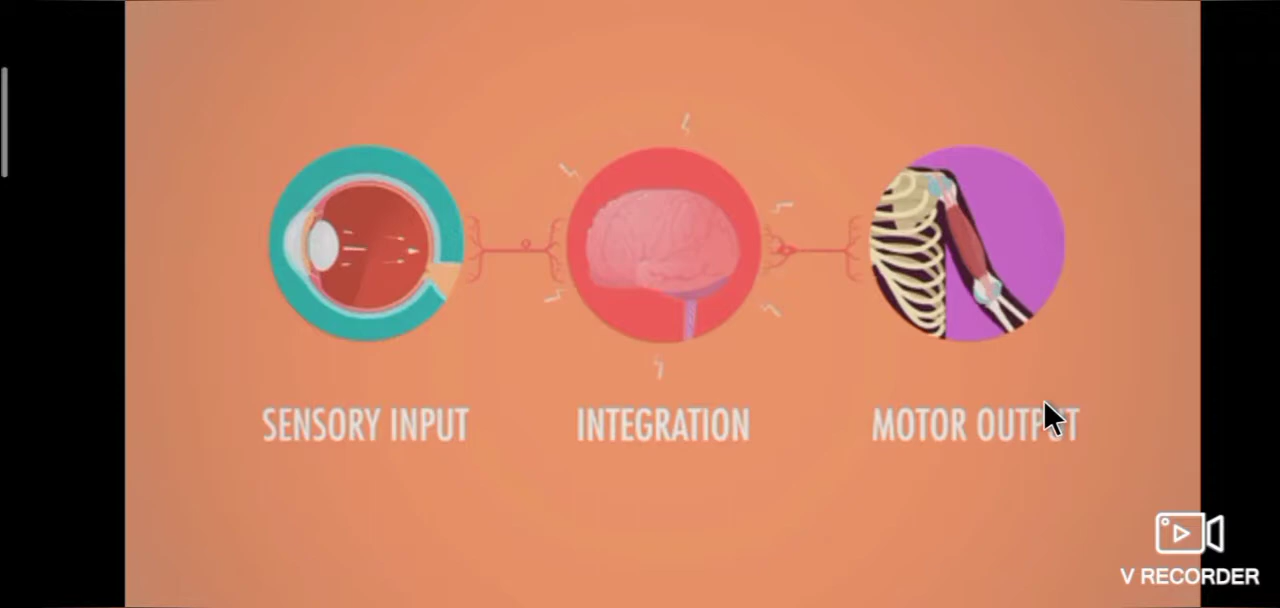 SENSORY INPUT
INTEGRATION
MOTOR OUTPUT
V RECORDER